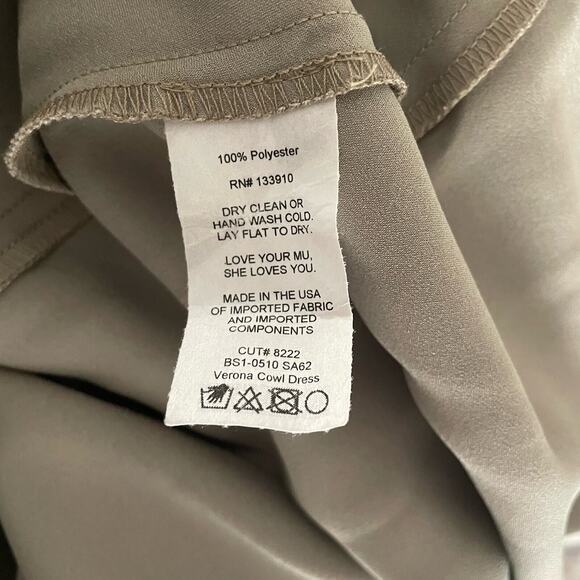 100% Polyester
RN# 133910
DRY CLEAN OR
HAND WASH COLD.
LAY FLAT TO DRY.
LOVE YOUR MU,
SHE LOVES YOU.
MADE IN THE USA
OF IMPORTED FABRIC
AND IMPORTED
COMPONENTS
CUT# 8222
BS1-0510 SA62
Verona Cowl Dress